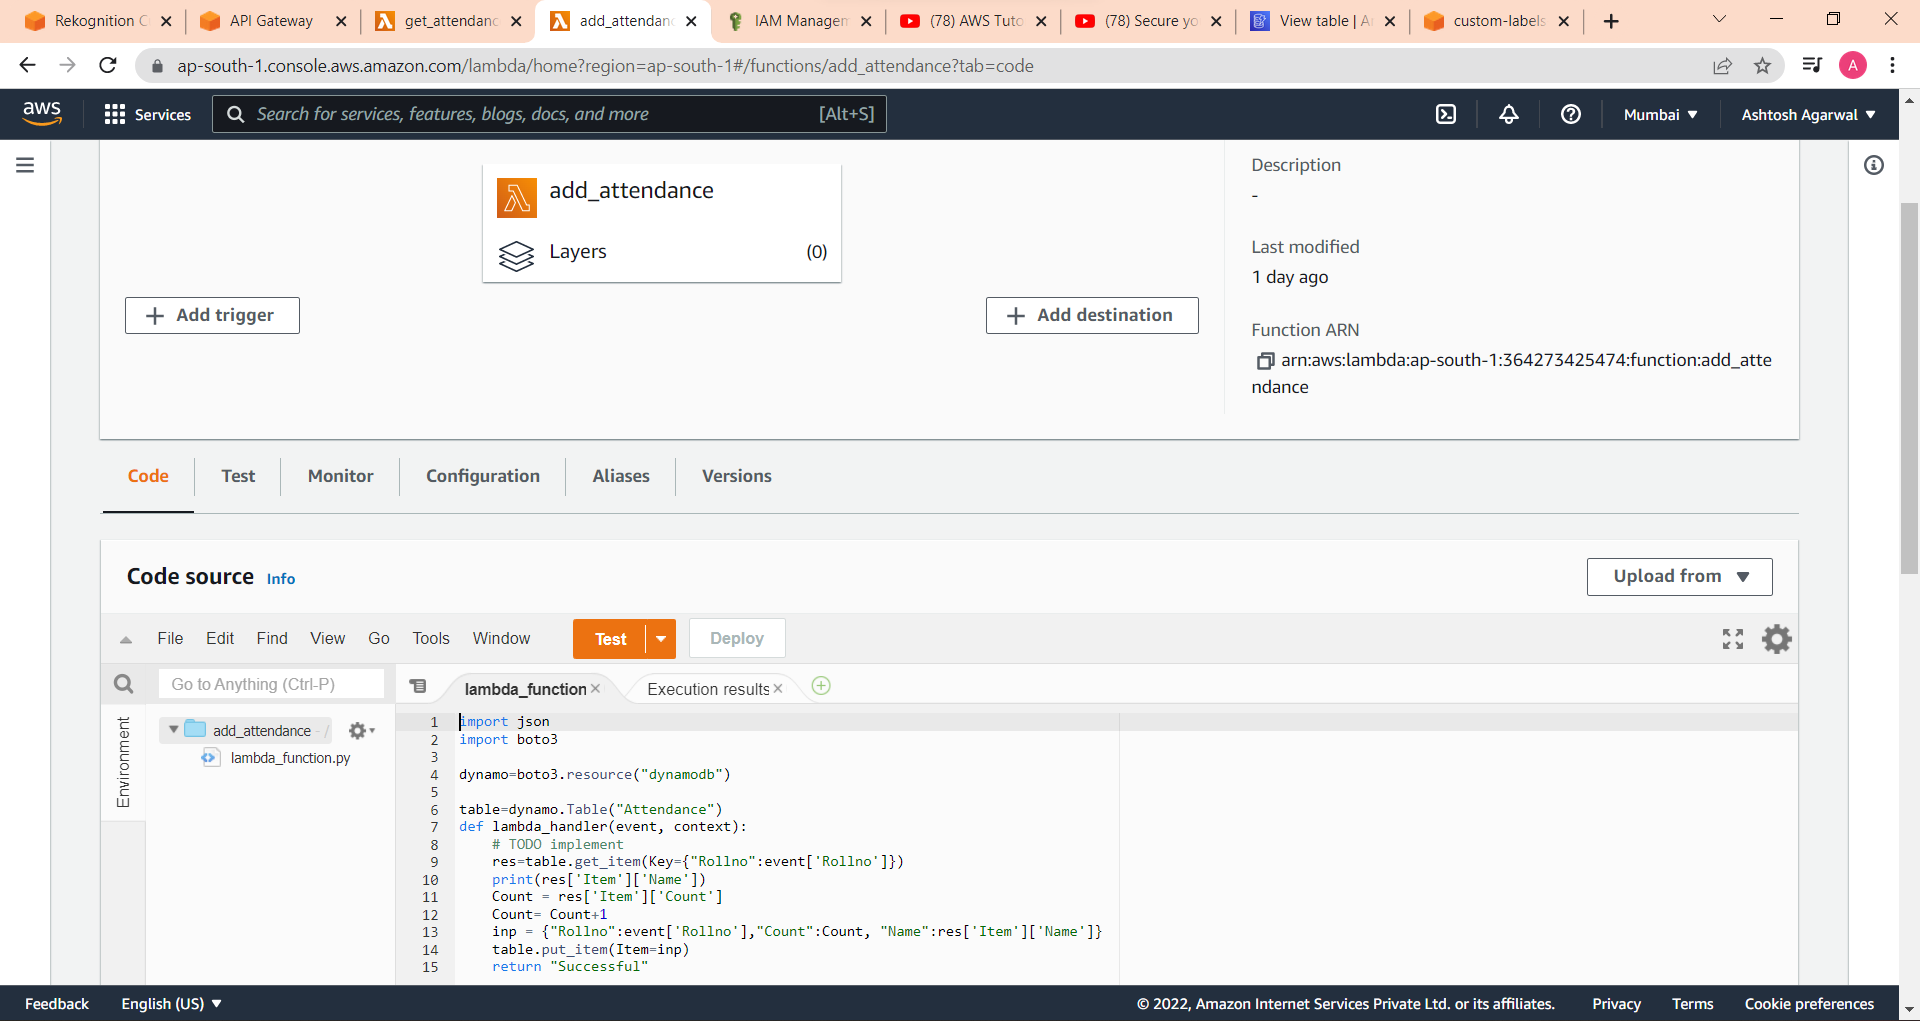 Rekognition C
API Gateway
get_attendanc
add_attendanc
IAM Managem
(78) AWS Tuto
(78) Secure yo
View table | A
custom-labels
ap-south-1.console.aws.amazon.com/lambda/home?region=ap-south-1#/functions/add_attendance?tab=code
A
aws
Services
Search for services, features, blogs, docs, and more
[Alt+S]
Mumbai
Ashtosh Agarwal
add_attendance
Layers
(0)
+ Add trigger
+ Add destination
Description
-
Last modified
1 day ago
Function ARN
arn:aws:lambda:ap-south-1:364273425474:function:add_atte
ndance
Code
Test
Monitor
Configuration
Aliases
Versions
Code source Info
Upload from
File Edit Find View Go Tools Window
Test
Deploy
Go to Anything (Ctrl-P)
lambda_function
Execution results
Environment
add_attendance - /
lambda_function.py
1 import json
2 import boto3
3
4 dynamo=boto3.resource("dynamodb")
5
6 table=dynamo.Table("Attendance")
7 def lambda_handler(event, context):
8     # TODO implement
9     res=table.get_item(Key={"Rollno":event['Rollno']})
10     print(res['Item']['Name'])
11     Count = res['Item']['Count']
12     Count= Count+1
13     inp = {"Rollno":event['Rollno'],"Count":Count, "Name":res['Item']['Name']}
14     table.put_item(Item=inp)
15     return "Successful"
Feedback
English (US)
© 2022, Amazon Internet Services Private Ltd. or its affiliates.
Privacy
Terms
Cookie preferences